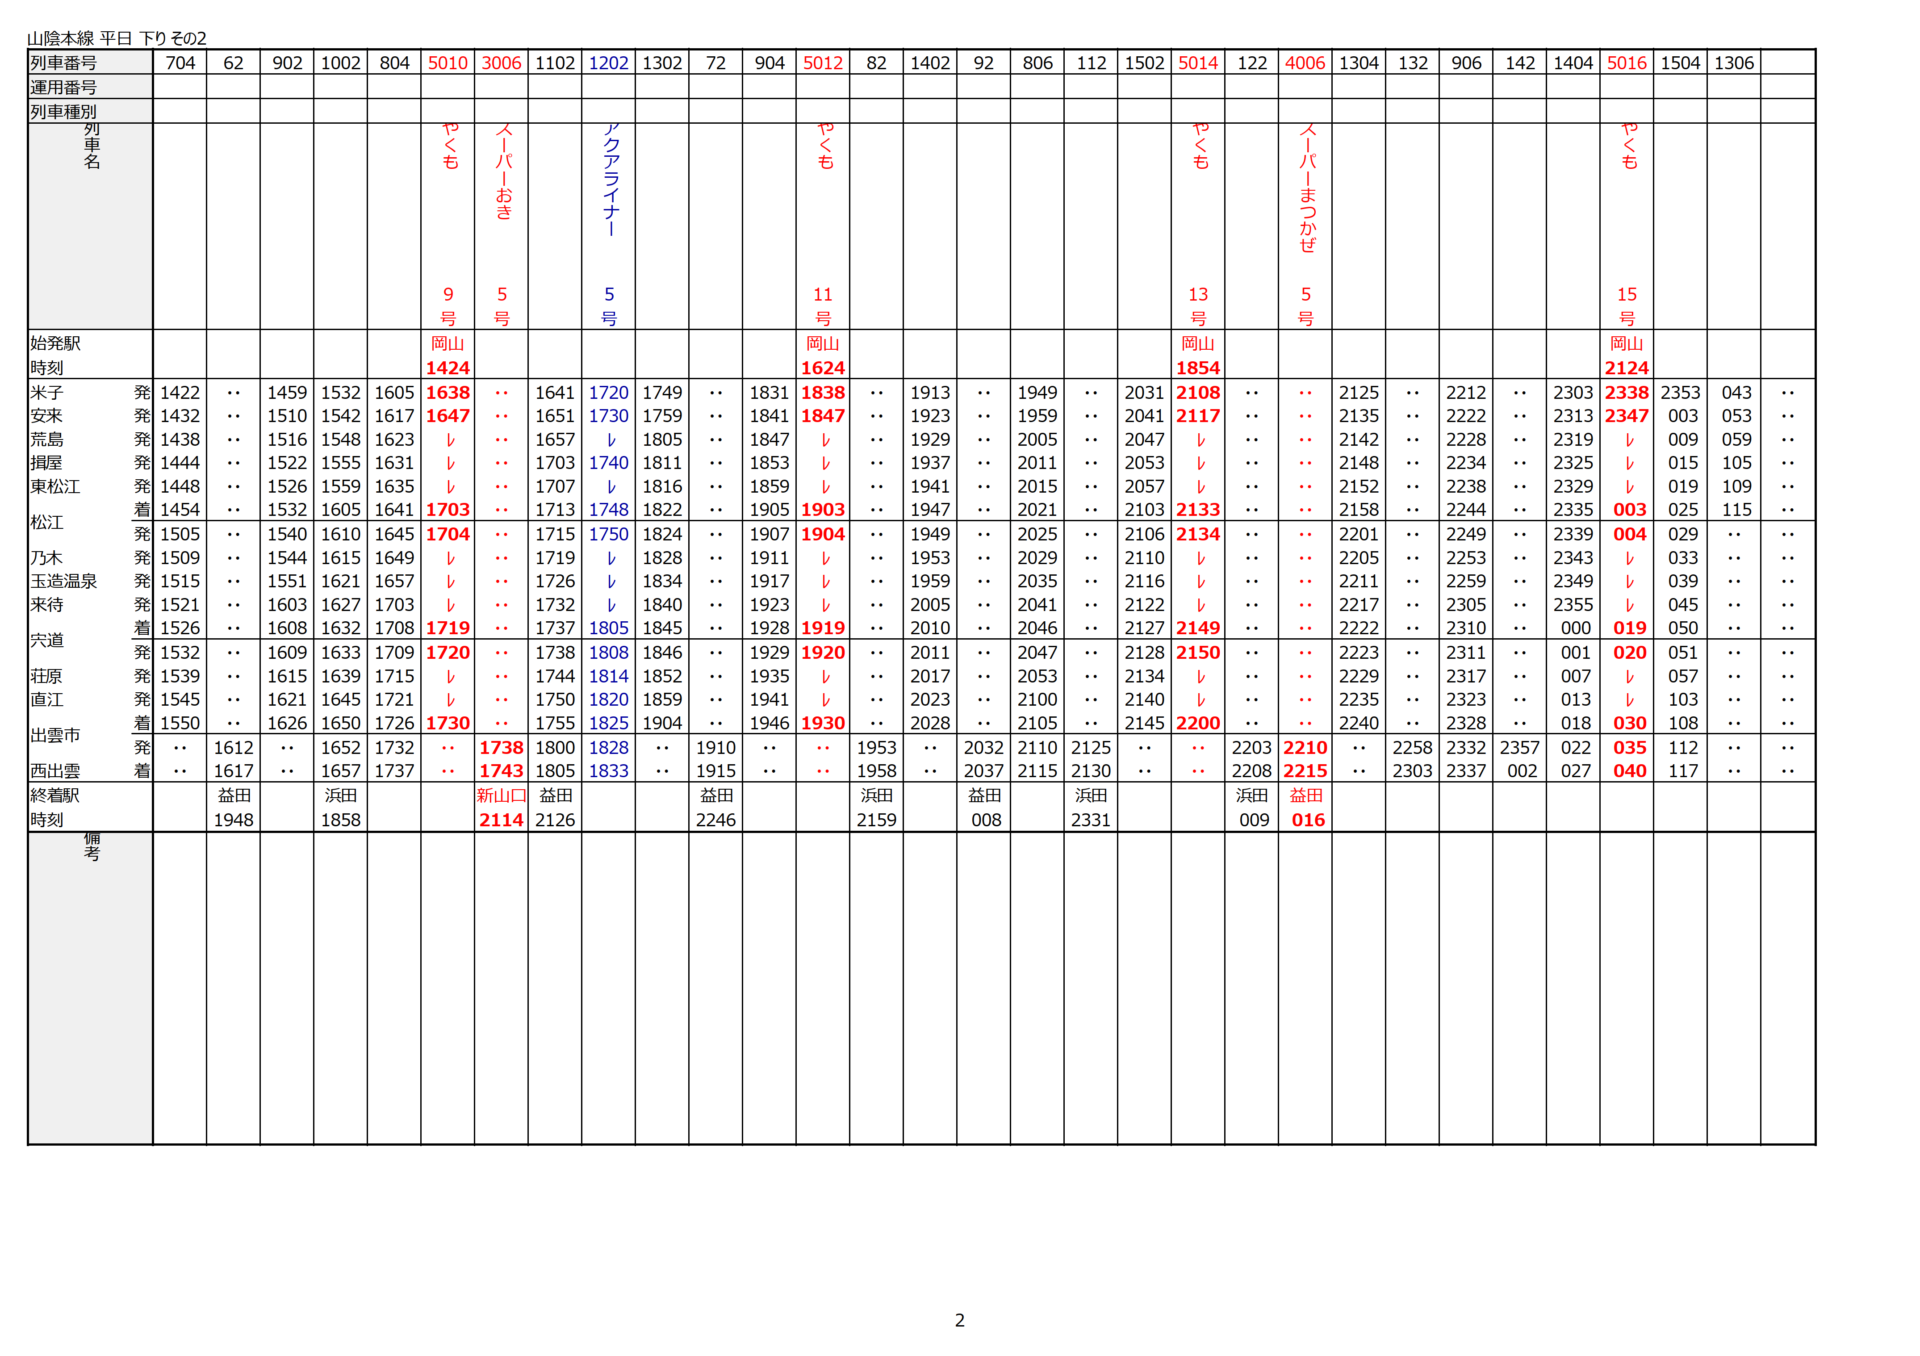 山陰本線 平日 下り その2
列車番号 704 62 902 1002 804 5010 3006 1102 1202 1302 72 904 5012 82 1402 92 806 112 1502 5014 122 4006 1304 132 906 142 1404 5016 1504 1306
運用番号
列車種別
列車名 やくも スーパーおき アクアライナー やくも やくも スーパーまつかぜ やくも
9 5 5 11 13 5 15
号 号 号 号 号 号 号
始発駅 岡山 岡山 岡山 岡山
時刻 1424 1624 1854 2124
米子 発 1422 ‥ 1459 1532 1605 1638 ‥ 1641 1720 1749 ‥ 1831 1838 ‥ 1913 ‥ 1949 ‥ 2031 2108 ‥ ‥ 2125 ‥ 2212 ‥ 2303 2338 2353 043 ‥
安来 発 1432 ‥ 1510 1542 1617 1647 ‥ 1651 1730 1759 ‥ 1841 1847 ‥ 1923 ‥ 1959 ‥ 2041 2117 ‥ ‥ 2135 ‥ 2222 ‥ 2313 2347 003 053 ‥
荒島 発 1438 ‥ 1516 1548 1623 レ ‥ 1657 レ 1805 ‥ 1847 レ ‥ 1929 ‥ 2005 ‥ 2047 レ ‥ ‥ 2142 ‥ 2228 ‥ 2319 レ 009 059 ‥
揖屋 発 1444 ‥ 1522 1555 1631 レ ‥ 1703 1740 1811 ‥ 1853 レ ‥ 1937 ‥ 2011 ‥ 2053 レ ‥ ‥ 2148 ‥ 2234 ‥ 2325 レ 015 105 ‥
東松江 発 1448 ‥ 1526 1559 1635 レ ‥ 1707 レ 1816 ‥ 1859 レ ‥ 1941 ‥ 2015 ‥ 2057 レ ‥ ‥ 2152 ‥ 2238 ‥ 2329 レ 019 109 ‥
松江 着 1454 ‥ 1532 1605 1641 1703 ‥ 1713 1748 1822 ‥ 1905 1903 ‥ 1947 ‥ 2021 ‥ 2103 2133 ‥ ‥ 2158 ‥ 2244 ‥ 2335 003 025 115 ‥
発 1505 ‥ 1540 1610 1645 1704 ‥ 1715 1750 1824 ‥ 1907 1904 ‥ 1949 ‥ 2025 ‥ 2106 2134 ‥ ‥ 2201 ‥ 2249 ‥ 2339 004 029 ‥ ‥
乃木 発 1509 ‥ 1544 1615 1649 レ ‥ 1719 レ 1828 ‥ 1911 レ ‥ 1953 ‥ 2029 ‥ 2110 レ ‥ ‥ 2205 ‥ 2253 ‥ 2343 レ 033 ‥ ‥
玉造温泉 発 1515 ‥ 1551 1621 1657 レ ‥ 1726 レ 1834 ‥ 1917 レ ‥ 1959 ‥ 2035 ‥ 2116 レ ‥ ‥ 2211 ‥ 2259 ‥ 2349 レ 039 ‥ ‥
来待 発 1521 ‥ 1603 1627 1703 レ ‥ 1732 レ 1840 ‥ 1923 レ ‥ 2005 ‥ 2041 ‥ 2122 レ ‥ ‥ 2217 ‥ 2305 ‥ 2355 レ 045 ‥ ‥
宍道 着 1526 ‥ 1608 1632 1708 1719 ‥ 1737 1805 1845 ‥ 1928 1919 ‥ 2010 ‥ 2046 ‥ 2127 2149 ‥ ‥ 2222 ‥ 2310 ‥ 000 019 050 ‥ ‥
発 1532 ‥ 1609 1633 1709 1720 ‥ 1738 1808 1846 ‥ 1929 1920 ‥ 2011 ‥ 2047 ‥ 2128 2150 ‥ ‥ 2223 ‥ 2311 ‥ 001 020 051 ‥ ‥
荘原 発 1539 ‥ 1615 1639 1715 レ ‥ 1744 1814 1852 ‥ 1935 レ ‥ 2017 ‥ 2053 ‥ 2134 レ ‥ ‥ 2229 ‥ 2317 ‥ 007 レ 057 ‥ ‥
直江 発 1545 ‥ 1621 1645 1721 レ ‥ 1750 1820 1859 ‥ 1941 レ ‥ 2023 ‥ 2100 ‥ 2140 レ ‥ ‥ 2235 ‥ 2323 ‥ 013 レ 103 ‥ ‥
出雲市 着 1550 ‥ 1626 1650 1726 1730 ‥ 1755 1825 1904 ‥ 1946 1930 ‥ 2028 ‥ 2105 ‥ 2145 2200 ‥ ‥ 2240 ‥ 2328 ‥ 018 030 108 ‥ ‥
発 ‥ 1612 ‥ 1652 1732 ‥ 1738 1800 1828 ‥ 1910 ‥ ‥ 1953 ‥ 2032 2110 2125 ‥ ‥ 2203 2210 ‥ 2258 2332 2357 022 035 112 ‥ ‥
西出雲 着 ‥ 1617 ‥ 1657 1737 ‥ 1743 1805 1833 ‥ 1915 ‥ ‥ 1958 ‥ 2037 2115 2130 ‥ ‥ 2208 2215 ‥ 2303 2337 002 027 040 117 ‥ ‥
終着駅 益田 浜田 新山口 益田 益田 浜田 益田 浜田 浜田 益田
時刻 1948 1858 2114 2126 2246 2159 008 2331 009 016
備考
2